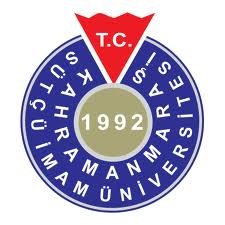 T.C.
KAHRAMANMARAŞ
SÜTÇÜ İMAM ÜNİVERSİTESİ
1992